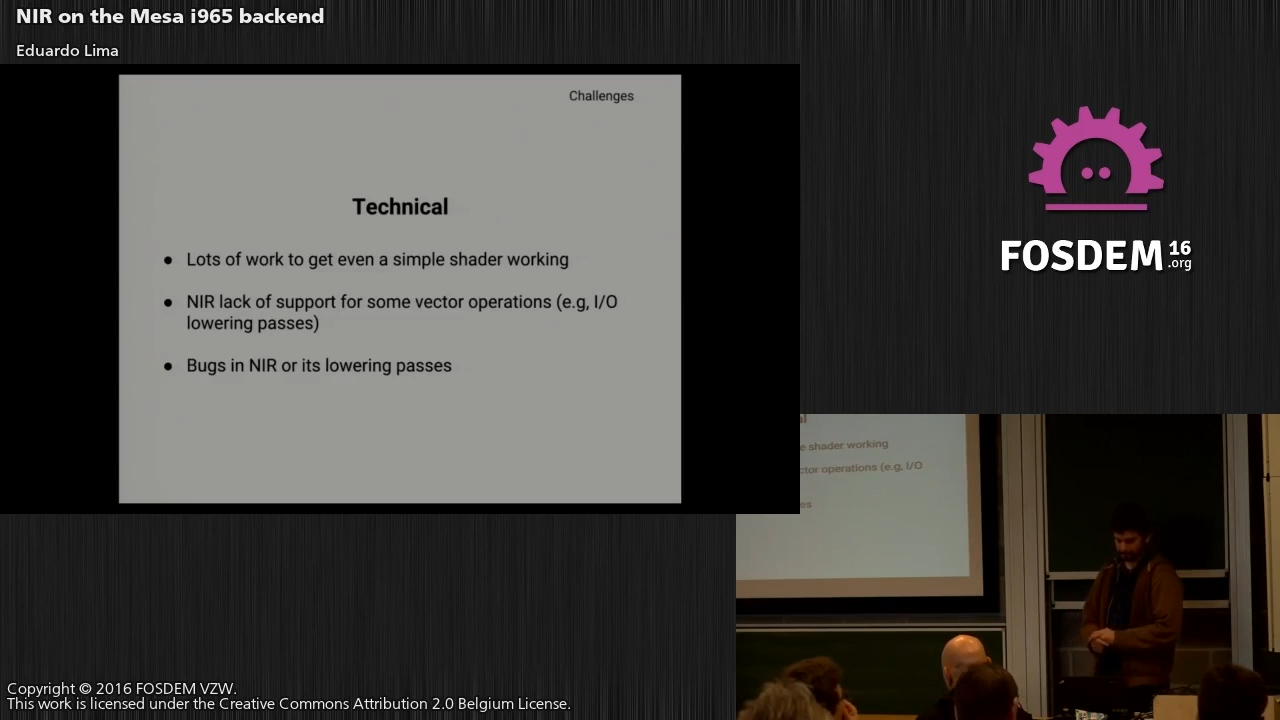 NIR on the Mesa i965 backend
Eduardo Lima
Challenges
Technical
● Lots of work to get even a simple shader working
● NIR lack of support for some vector operations (e.g, I/O
lowering passes)
● Bugs in NIR or its lowering passes
FOSDEM 16
.org
al
e shader working
ctor operations (e.g, I/O
es
Copyright © 2016 FOSDEM VZW.
This work is licensed under the Creative Commons Attribution 2.0 Belgium License.